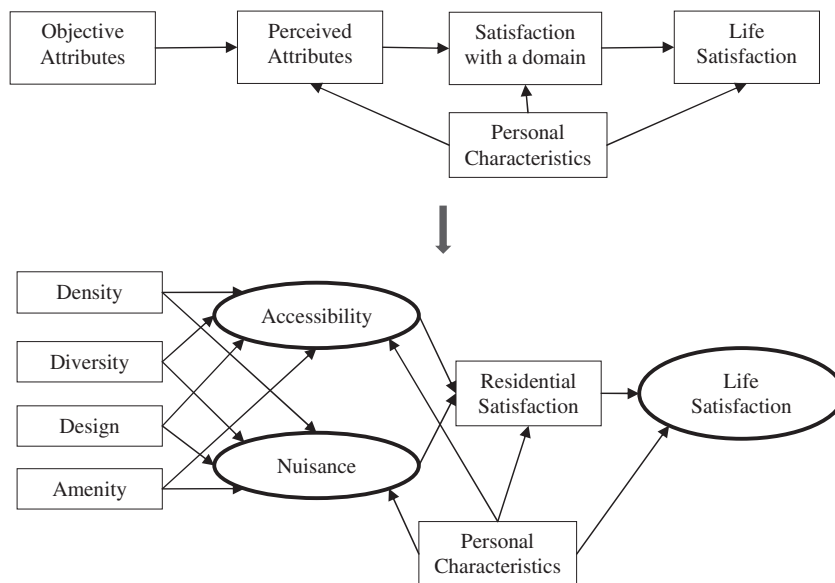 Objective
Attributes
Perceived
Attributes
Satisfaction
with a domain
Life
Satisfaction
Personal
Characteristics
Density
Diversity
Design
Amenity
Accessibility
Nuisance
Residential
Satisfaction
Life
Satisfaction
Personal
Characteristics